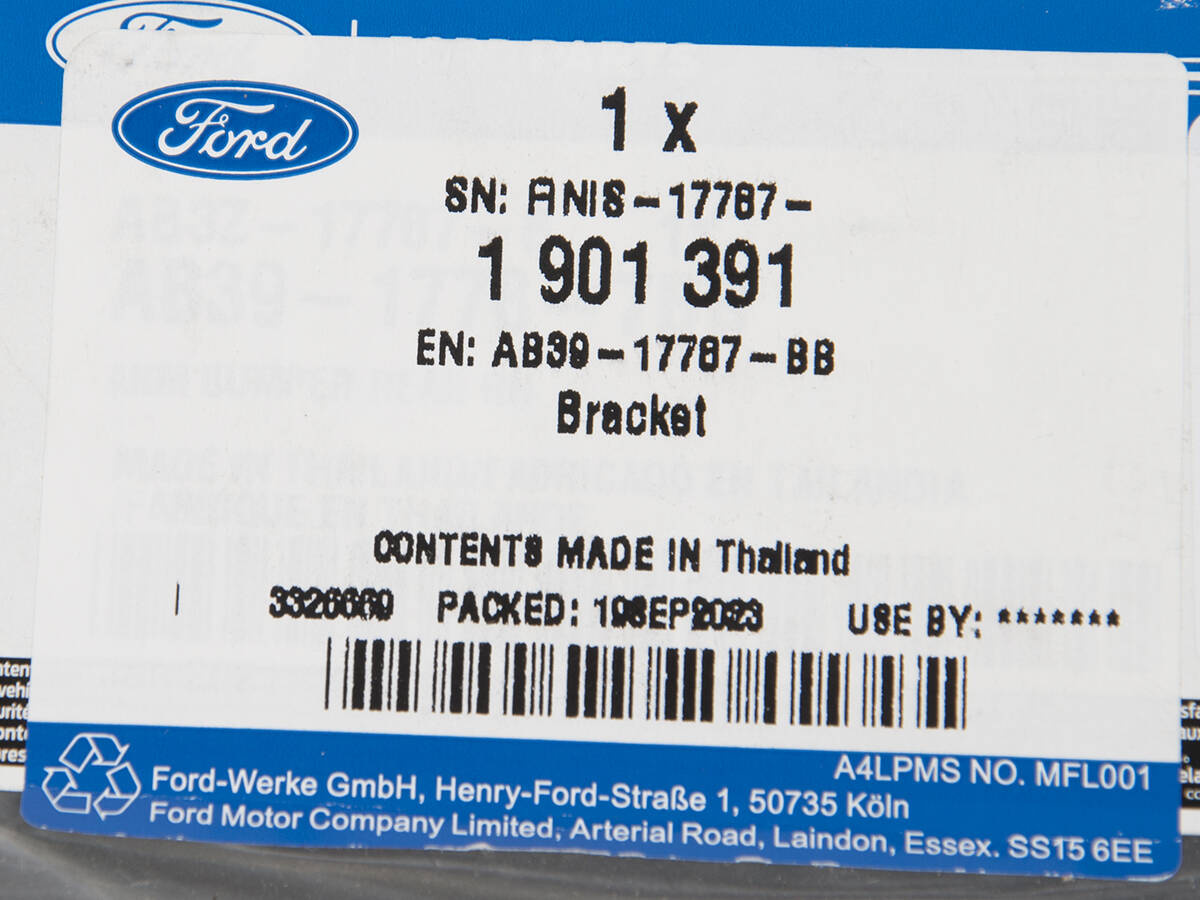 Ford
1 x
SN: ANIS-17787-
1 901 391
EN: AB39-17787-BB
Bracket
CONTENTS MADE IN Thailand
3326669 PACKED: 19SEP2023 USE BY: *******
A4LPMS NO. MFL001
Ford-Werke GmbH, Henry-Ford-Straße 1, 50735 Köln
Ford Motor Company Limited, Arterial Road, Laindon, Essex. SS15 6EE